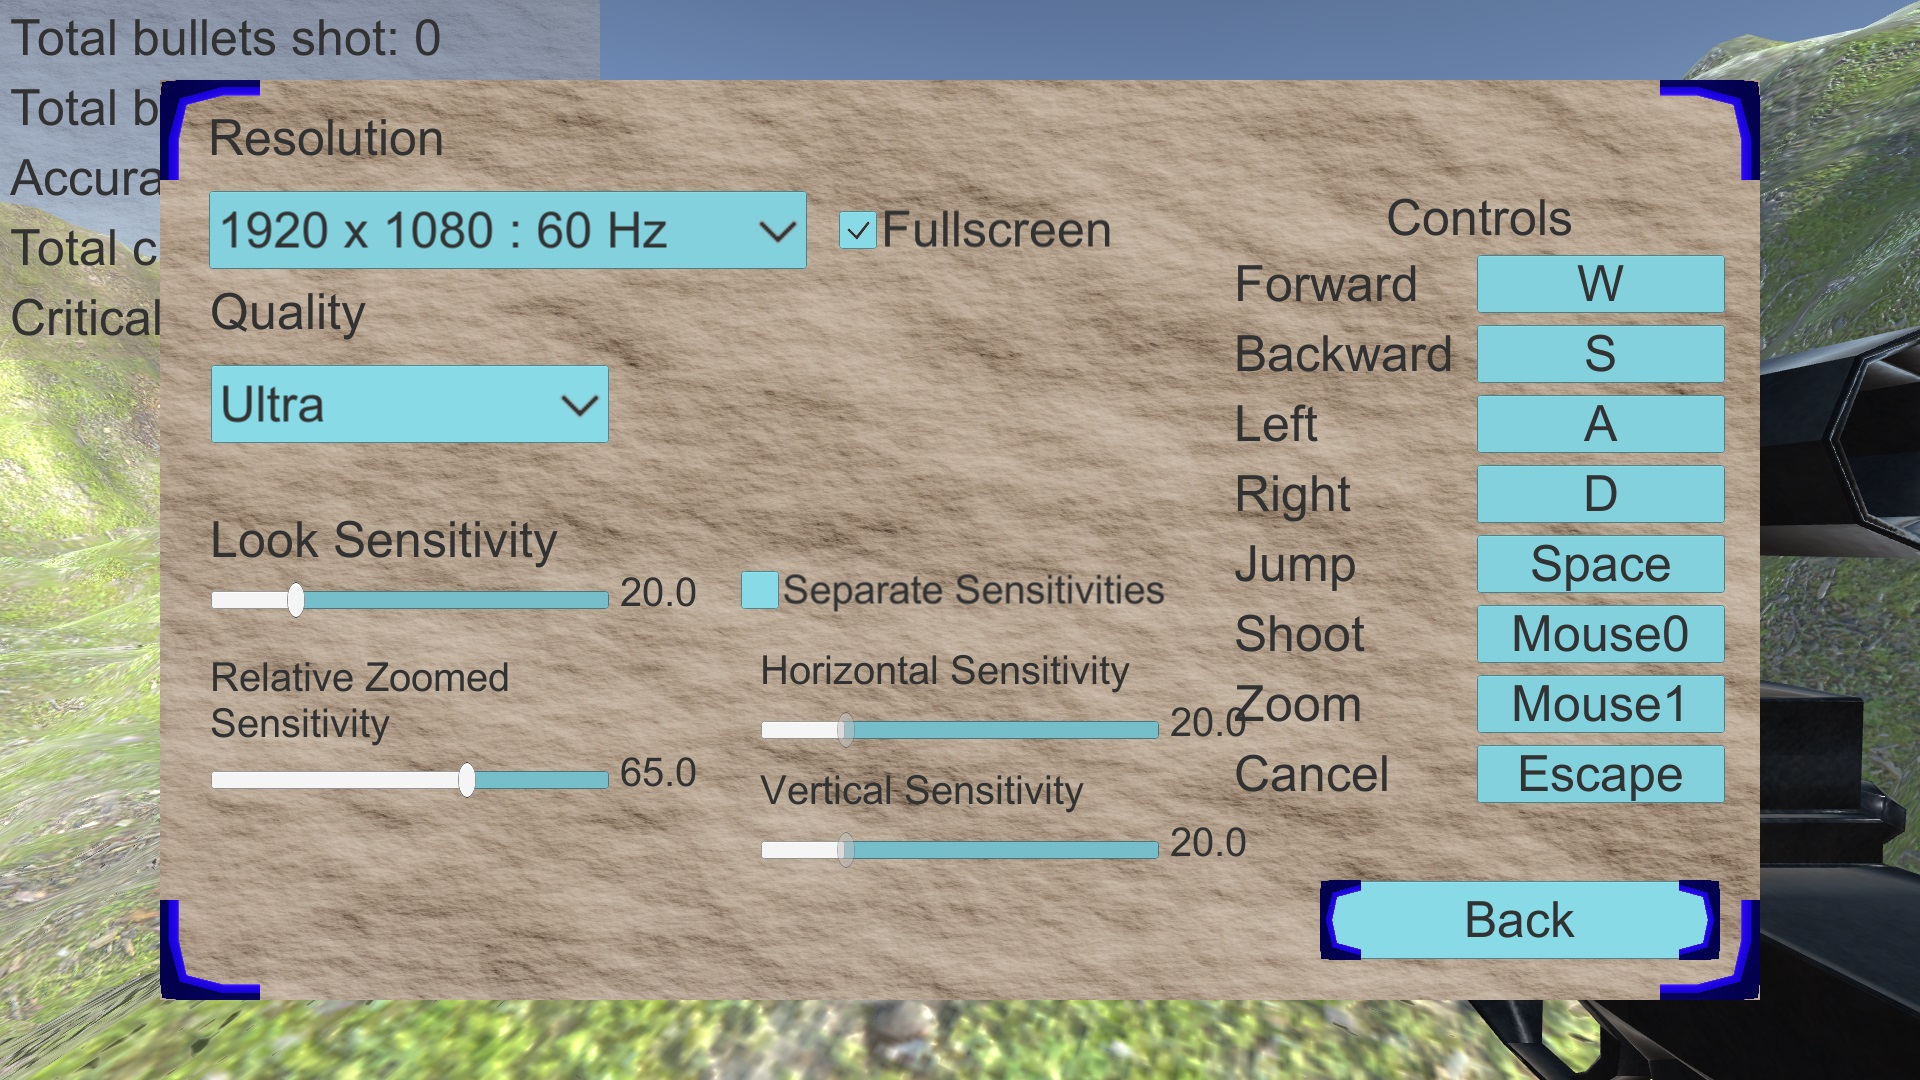 Total bullets shot: 0
Total b
Accura
Total c
Critical
Resolution
1920 x 1080 : 60 Hz
Fullscreen
Quality
Ultra
Look Sensitivity
20.0
Separate Sensitivities
Relative Zoomed
Sensitivity
65.0
Horizontal Sensitivity
20.0
Vertical Sensitivity
20.0
Controls
Forward W
Backward S
Left A
Right D
Jump Space
Shoot Mouse0
Zoom Mouse1
Cancel Escape
Back